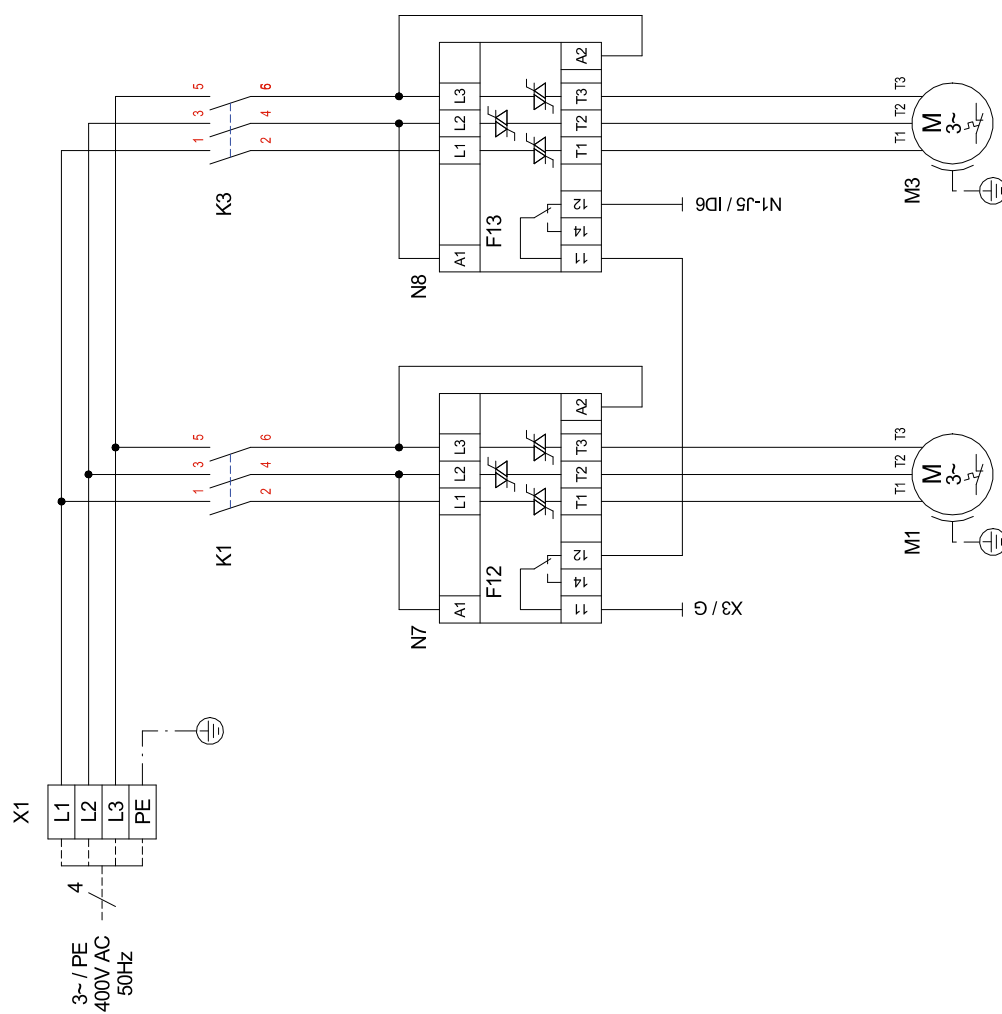 5
3
1
6
4
2
K3
A2
L3
L2
L1
A1
T3
T2
T1
12
14
11
F13
N8
N1-J5 / ID6
T3
T2
T1
M
3~
M3
5
3
1
6
4
2
K1
A2
L3
L2
L1
A1
T3
T2
T1
12
14
11
F12
N7
X3 / G
T3
T2
T1
M
3~
M1
X1
L1
L2
L3
PE
4
3~ / PE
400V AC
50Hz